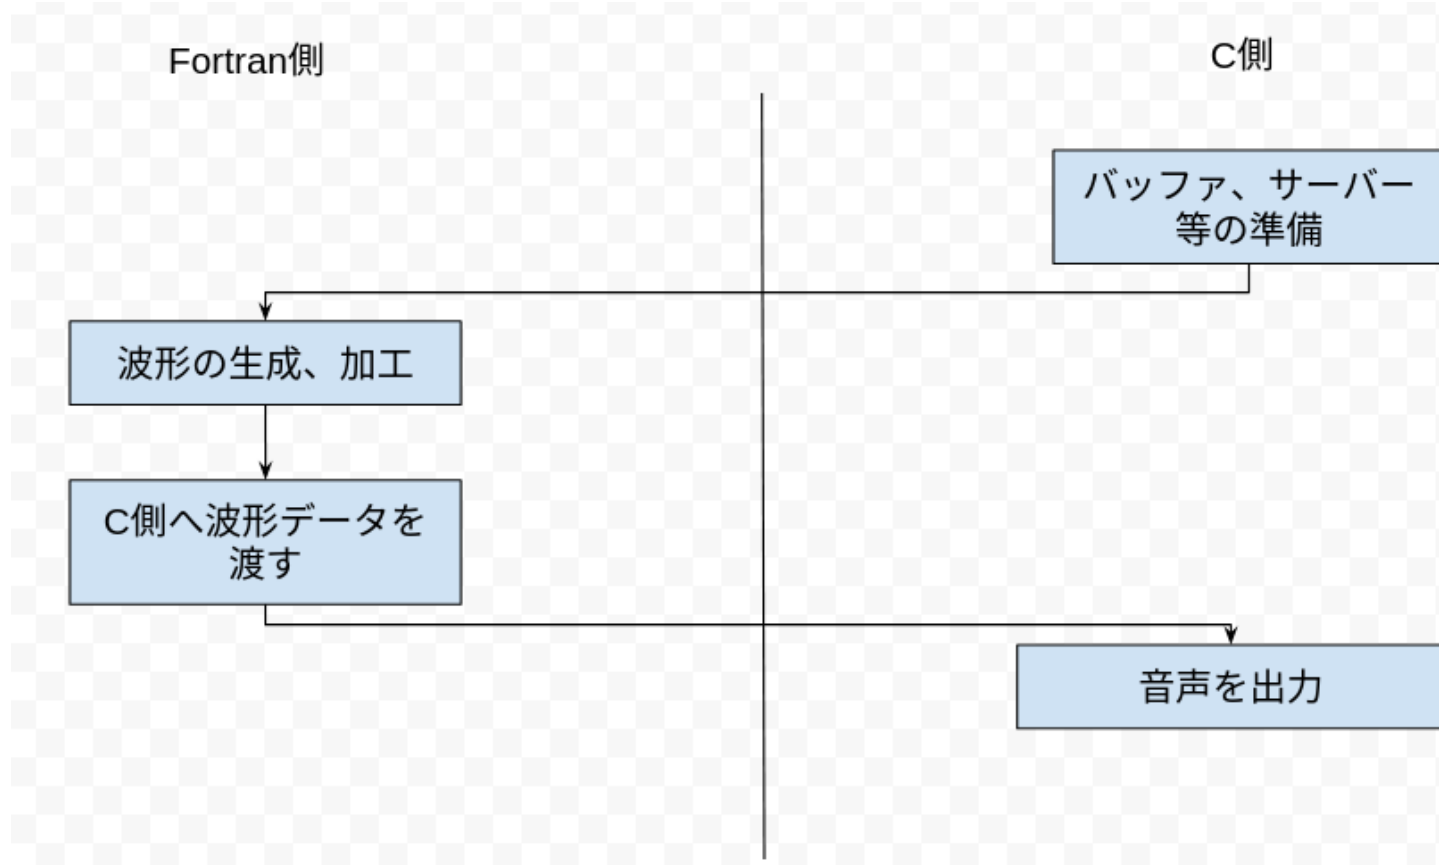 Fortran側
C側
バッファ、サーバー
等の準備
波形の生成、加工
C側へ波形データを
渡す
音声を出力